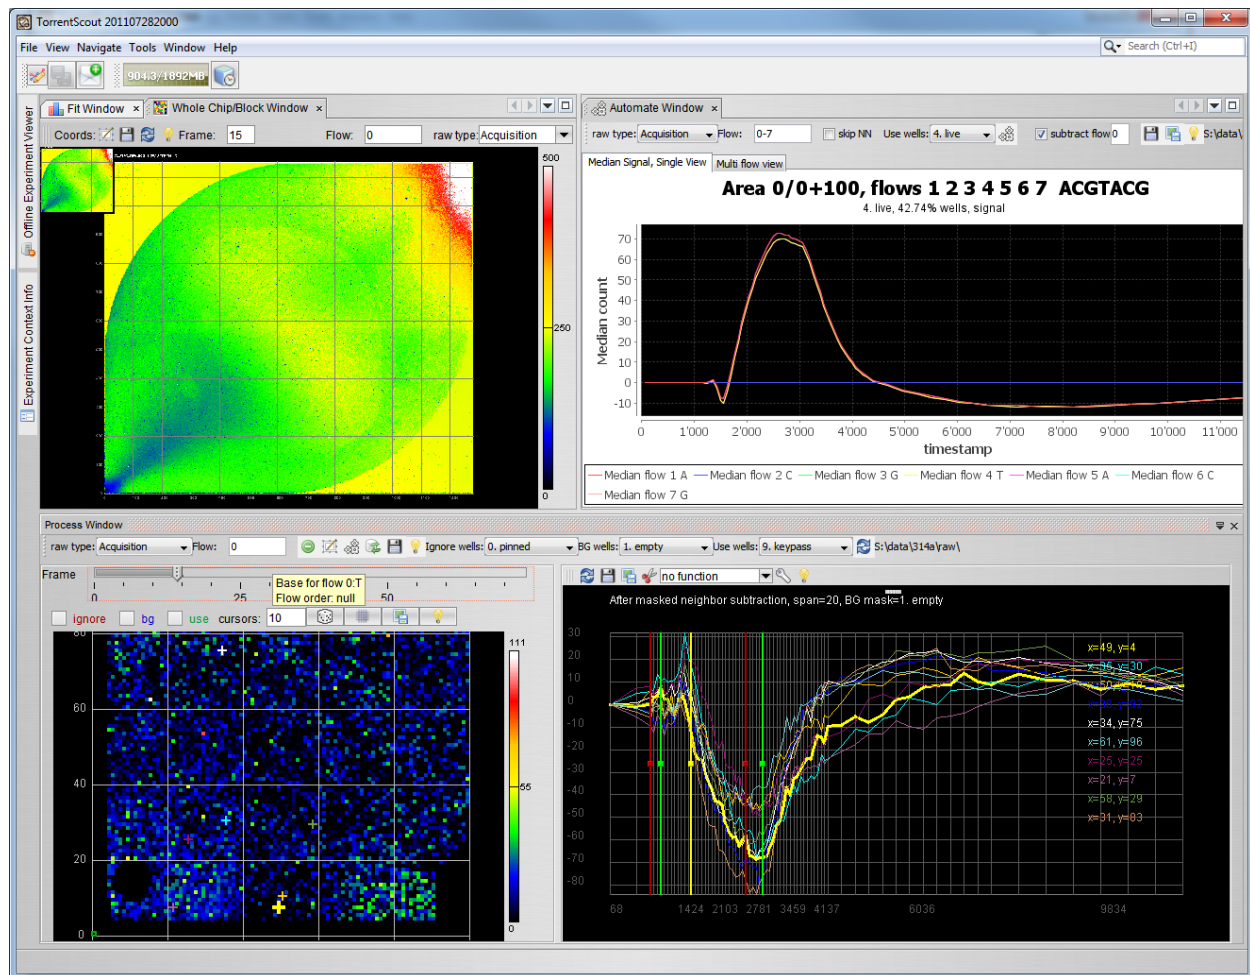 TorrentScout 201107282000
File View Navigate Tools Window Help
Search (Ctrl+I)
904.3/1892MB
Offline Experiment Viewer
Experiment Context Info
Fit Window × Whole Chip/Block Window ×
Coords: Frame: 15 Flow: 0 raw type: Acquisition
500
250
0
Automate Window ×
raw type: Acquisition Flow: 0-7 skip NN Use wells: 4. live subtract flow 0 S:\data\
Median Signal, Single View Multi flow view
Area 0/0+100, flows 1 2 3 4 5 6 7 ACGTACG
4. live, 42.74% wells, signal
Median count
70
60
50
40
30
20
10
0
-10
0 1'000 2'000 3'000 4'000 5'000 6'000 7'000 8'000 9'000 10'000 11'000
timestamp
Median flow 1 A Median flow 2 C Median flow 3 G Median flow 4 T Median flow 5 A Median flow 6 C
Median flow 7 G
Process Window
raw type: Acquisition Flow: 0 Ignore wells: 0. pinned BG wells: 1. empty Use wells: 9. keypass S:\data\314a\raw\
Frame
0 25 50
Base for flow 0:T
Flow order: null
ignore bg use cursors: 10
80
60
40
20
0
111
55
0
no function
After masked neighbor subtraction, span=20, BG mask=1. empty
30
20
10
0
-10
-20
-30
-40
-50
-60
-70
-80
68 1424 2103 2781 3459 4137 6036 9834
x=49, y=4
x=34, y=75
x=61, y=96
x=25, y=25
x=21, y=7
x=58, y=29
x=31, y=83